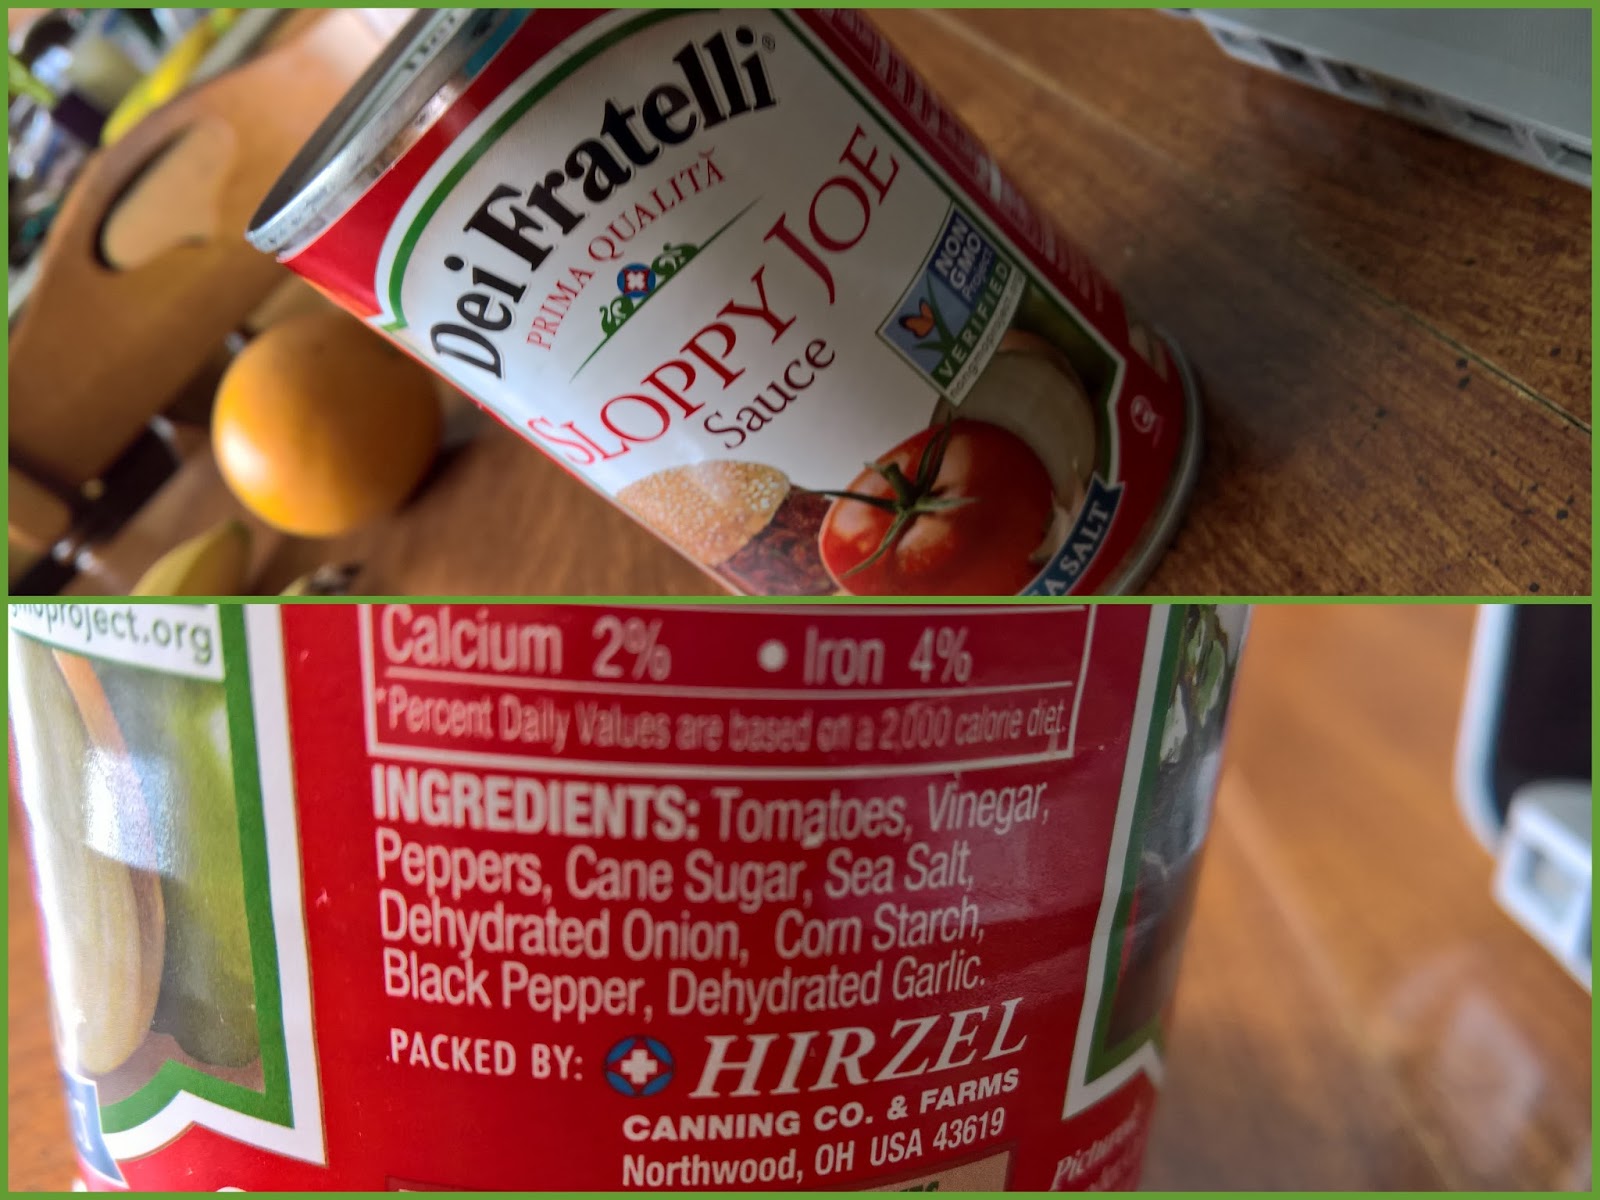 Dei Fratelli®
PRIMA QUALITÀ
SLOPPY JOE
Sauce
NON
GMO
Project
VERIFIED
A SALT
project.org
Calcium 2% • Iron 4%
*Percent Daily Values are based on a 2,000 calorie diet.
INGREDIENTS: Tomatoes, Vinegar,
Peppers, Cane Sugar, Sea Salt,
Dehydrated Onion, Corn Starch,
Black Pepper, Dehydrated Garlic.
PACKED BY: HIRZEL
CANNING CO. & FARMS
Northwood, OH USA 43619